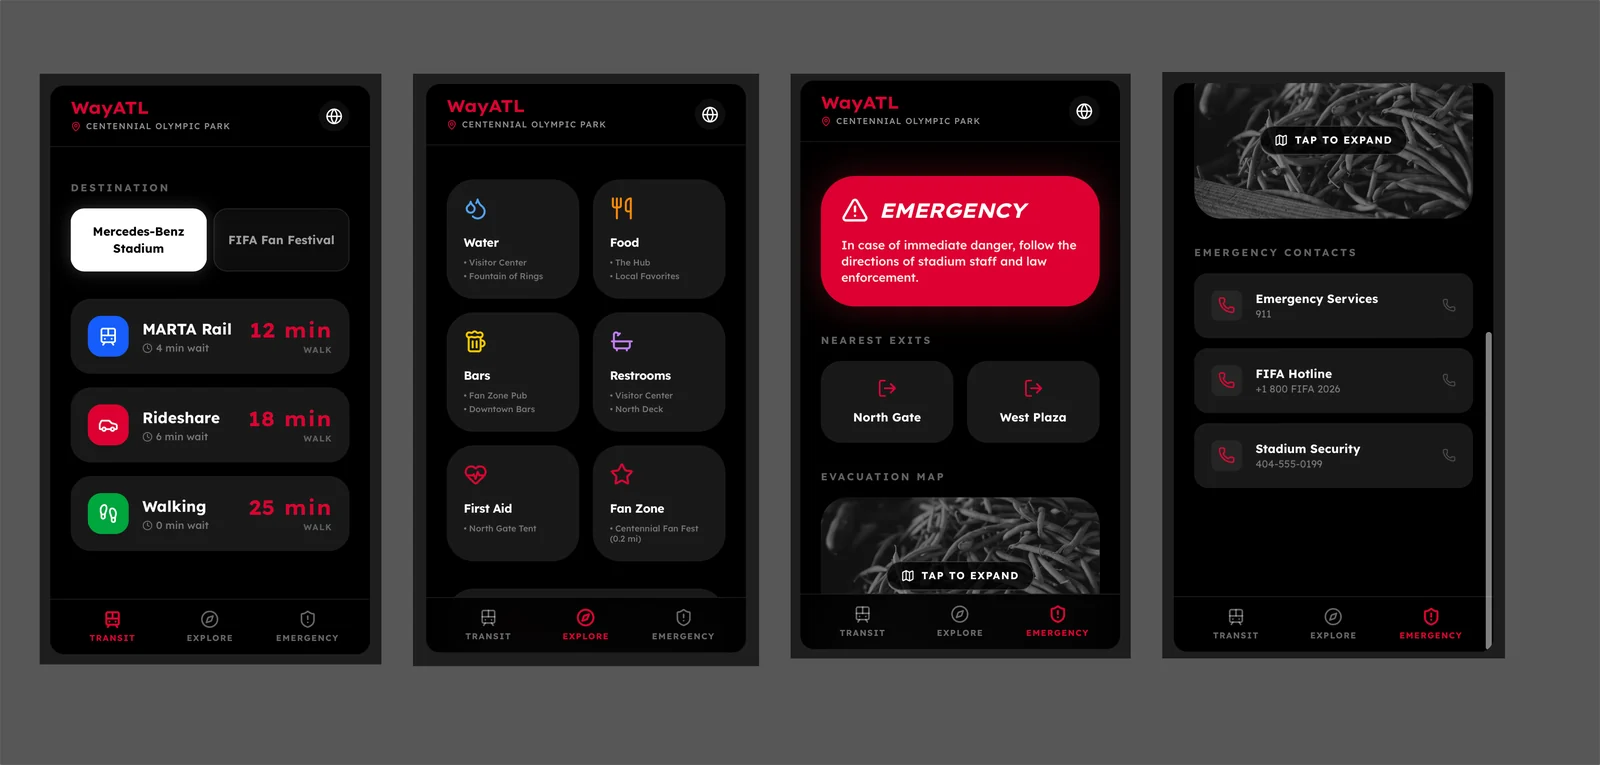 WayATL
CENTENNIAL OLYMPIC PARK
DESTINATION
Mercedes-Benz
Stadium
FIFA Fan Festival
MARTA Rail
4 min wait
12 min
WALK
Rideshare
6 min wait
18 min
WALK
Walking
0 min wait
25 min
WALK
TRANSIT
EXPLORE
EMERGENCY
WayATL
CENTENNIAL OLYMPIC PARK
Water
• Visitor Center
• Fountain of Rings
Food
• The Hub
• Local Favorites
Bars
• Fan Zone Pub
• Downtown Bars
Restrooms
• Visitor Center
• North Deck
First Aid
• North Gate Tent
Fan Zone
• Centennial Fan Fest
(0.2 mi)
TRANSIT
EXPLORE
EMERGENCY
WayATL
CENTENNIAL OLYMPIC PARK
EMERGENCY
In case of immediate danger, follow the
directions of stadium staff and law
enforcement.
NEAREST EXITS
North Gate
West Plaza
EVACUATION MAP
TAP TO EXPAND
TRANSIT
EXPLORE
EMERGENCY
TAP TO EXPAND
EMERGENCY CONTACTS
Emergency Services
911
FIFA Hotline
+1 800 FIFA 2026
Stadium Security
404-555-0199
TRANSIT
EXPLORE
EMERGENCY